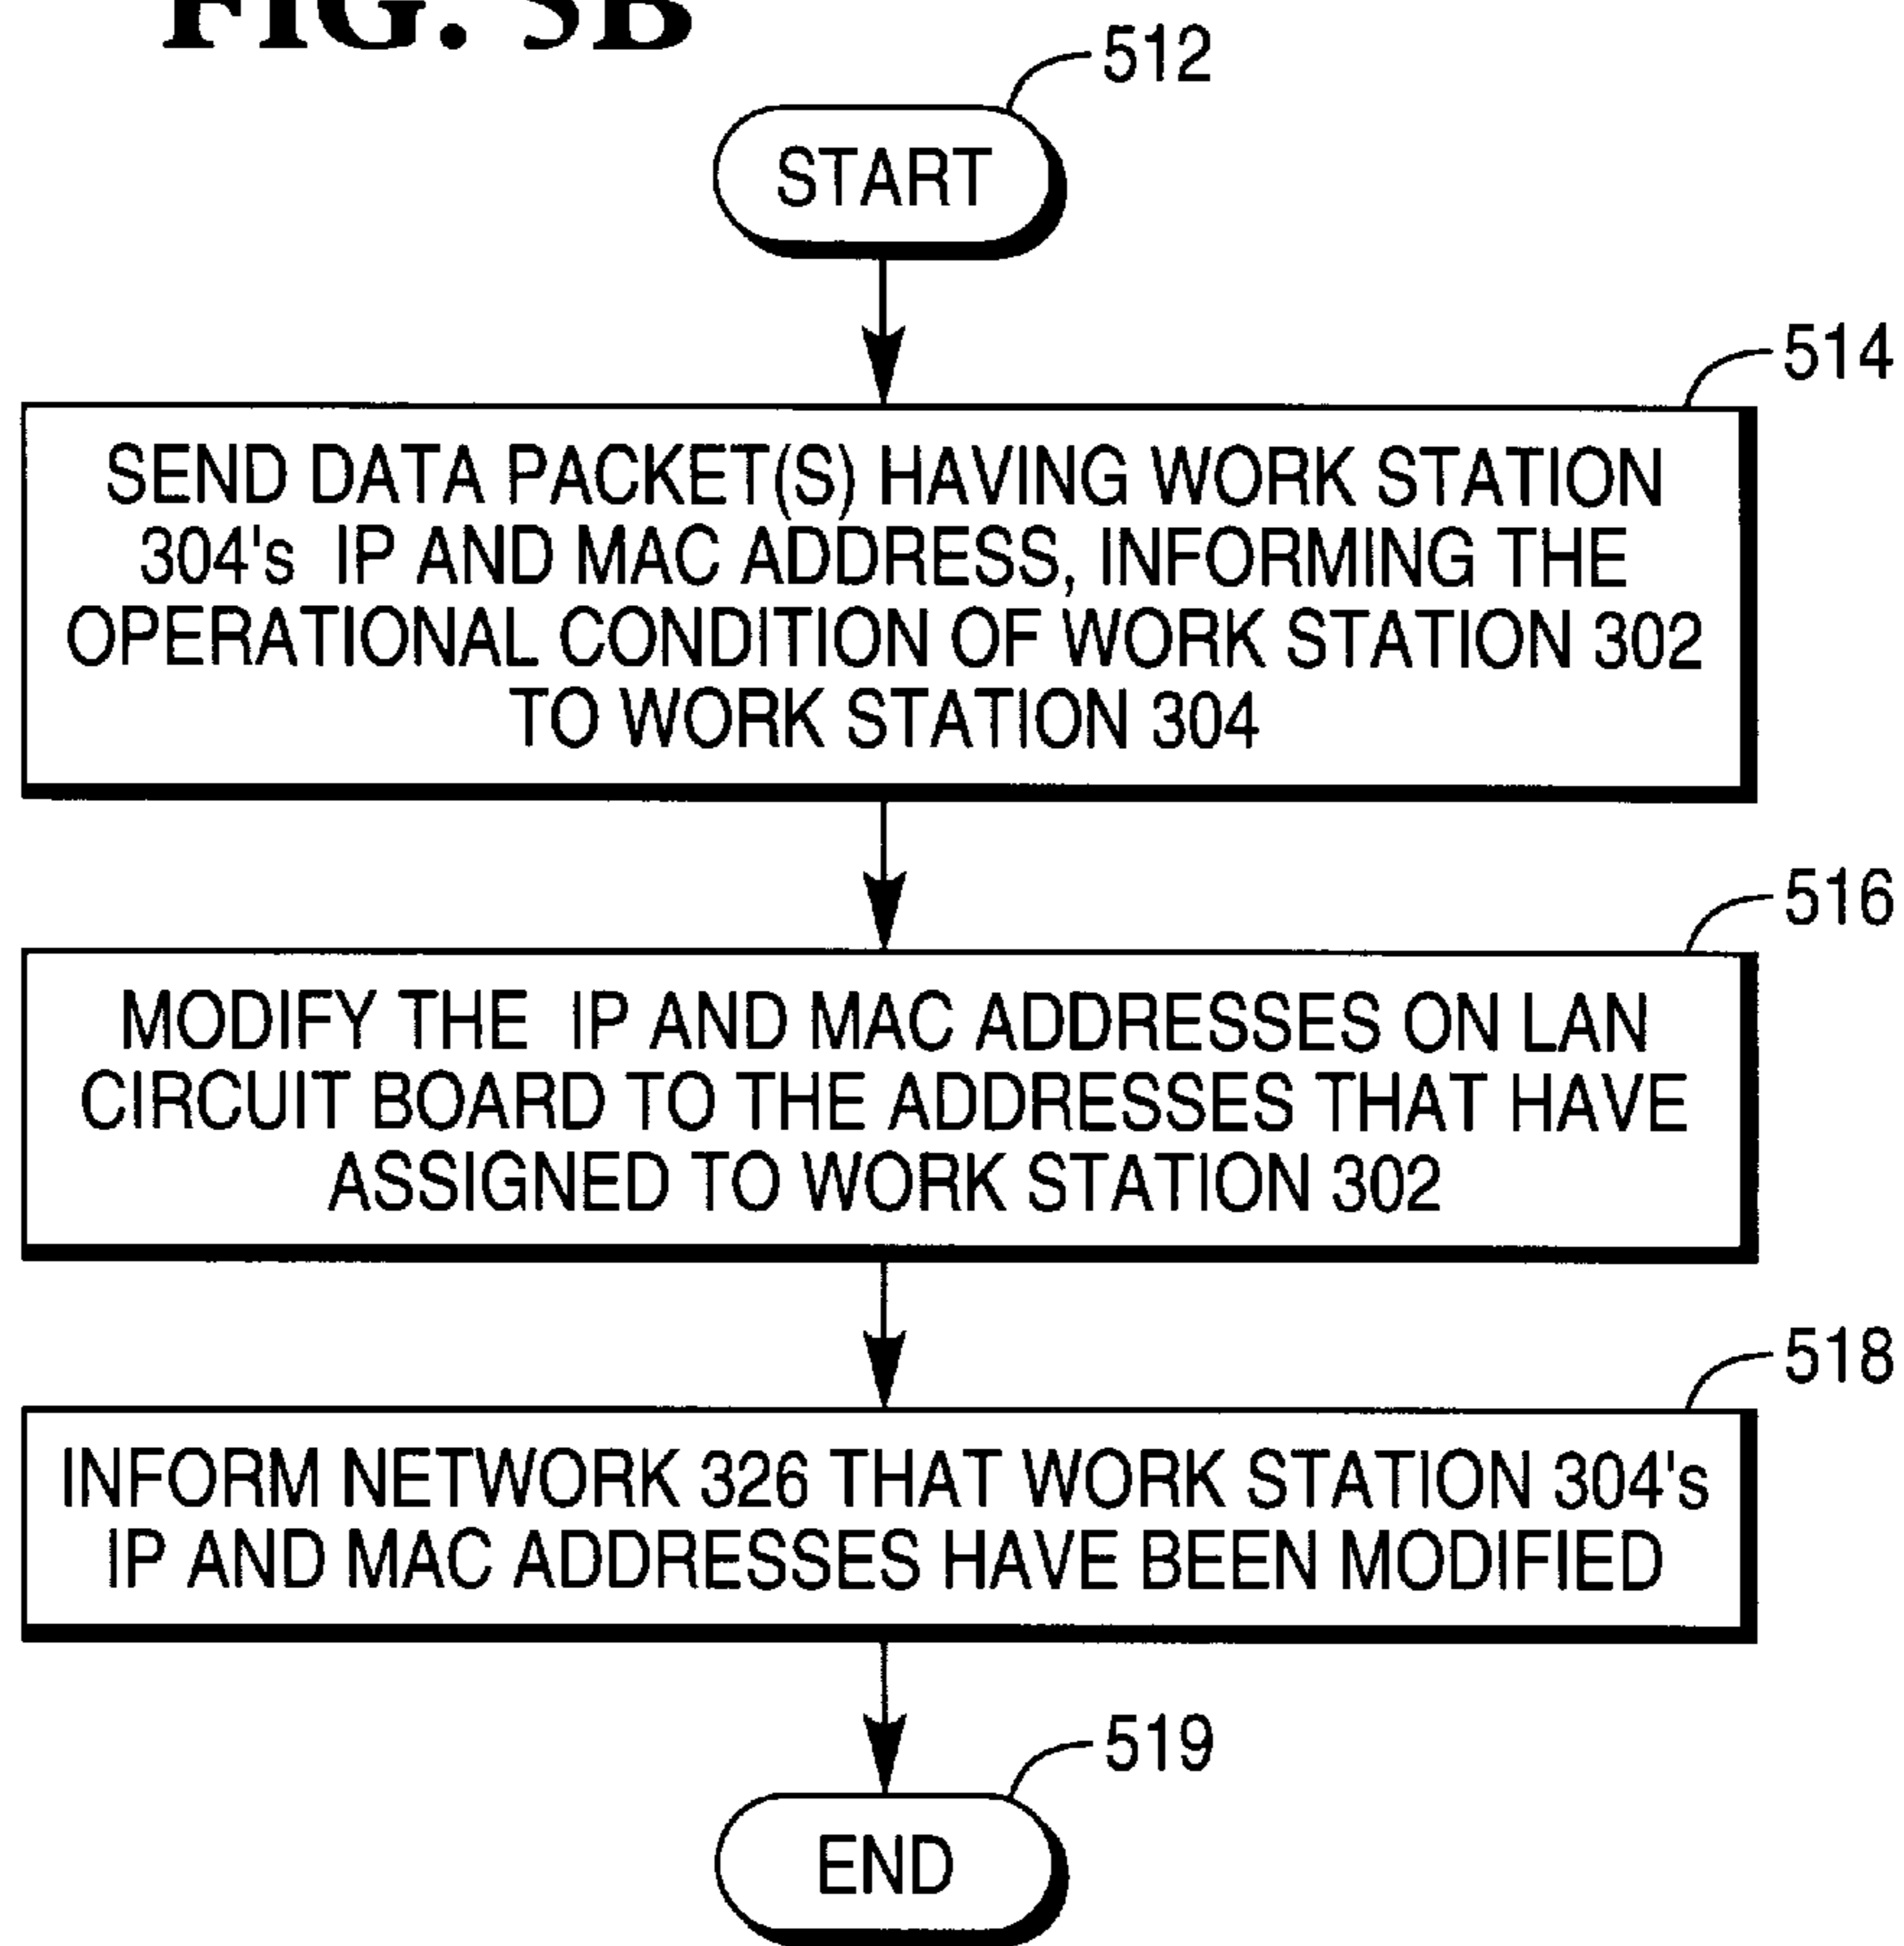 FIG. 5B
512
START
514
SEND DATA PACKET(S) HAVING WORK STATION
304's IP AND MAC ADDRESS, INFORMING THE
OPERATIONAL CONDITION OF WORK STATION 302
TO WORK STATION 304
516
MODIFY THE IP AND MAC ADDRESSES ON LAN
CIRCUIT BOARD TO THE ADDRESSES THAT HAVE
ASSIGNED TO WORK STATION 302
518
INFORM NETWORK 326 THAT WORK STATION 304's
IP AND MAC ADDRESSES HAVE BEEN MODIFIED
519
END